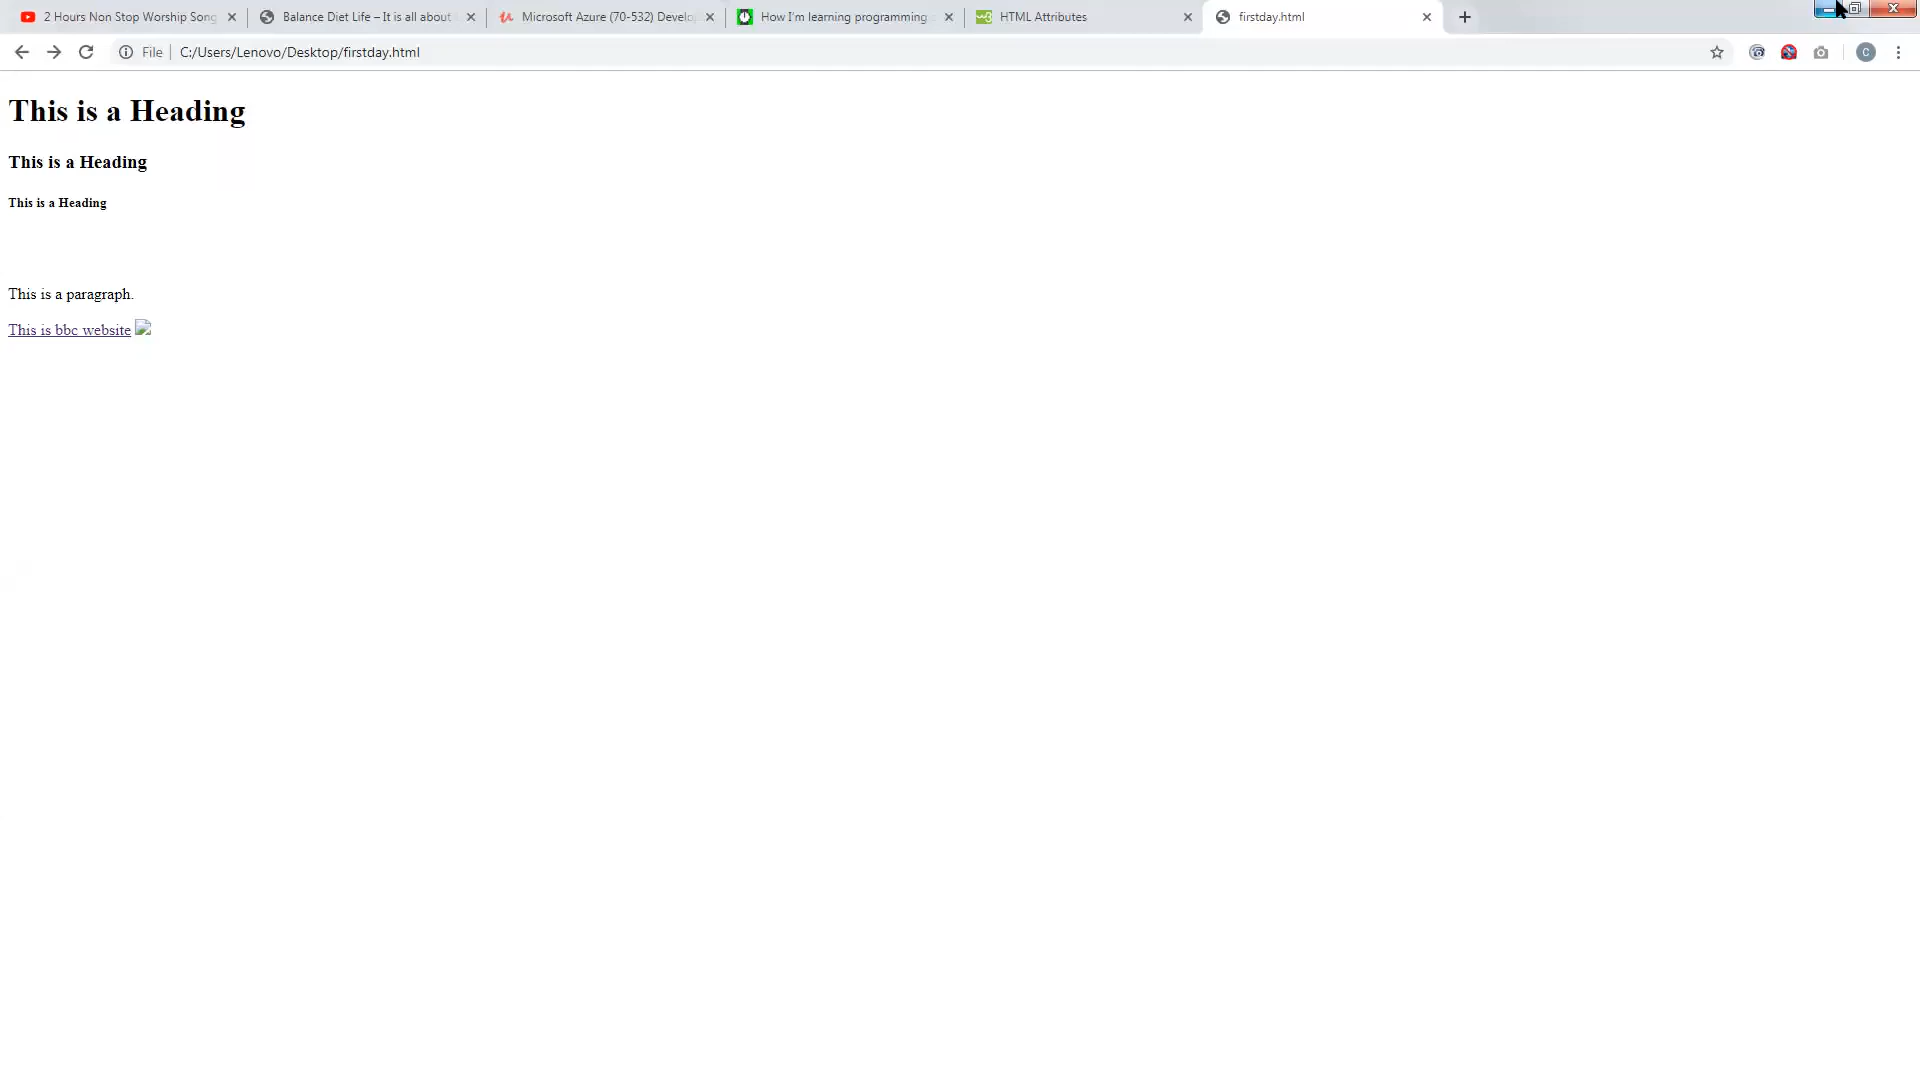 2 Hours Non Stop Worship Song
Balance Diet Life – It is all about
Microsoft Azure (70-532) Develo
How I'm learning programming
HTML Attributes
firstday.html
File
C:/Users/Lenovo/Desktop/firstday.html
C
This is a Heading
This is a Heading
This is a Heading
This is a paragraph.
This is bbc website